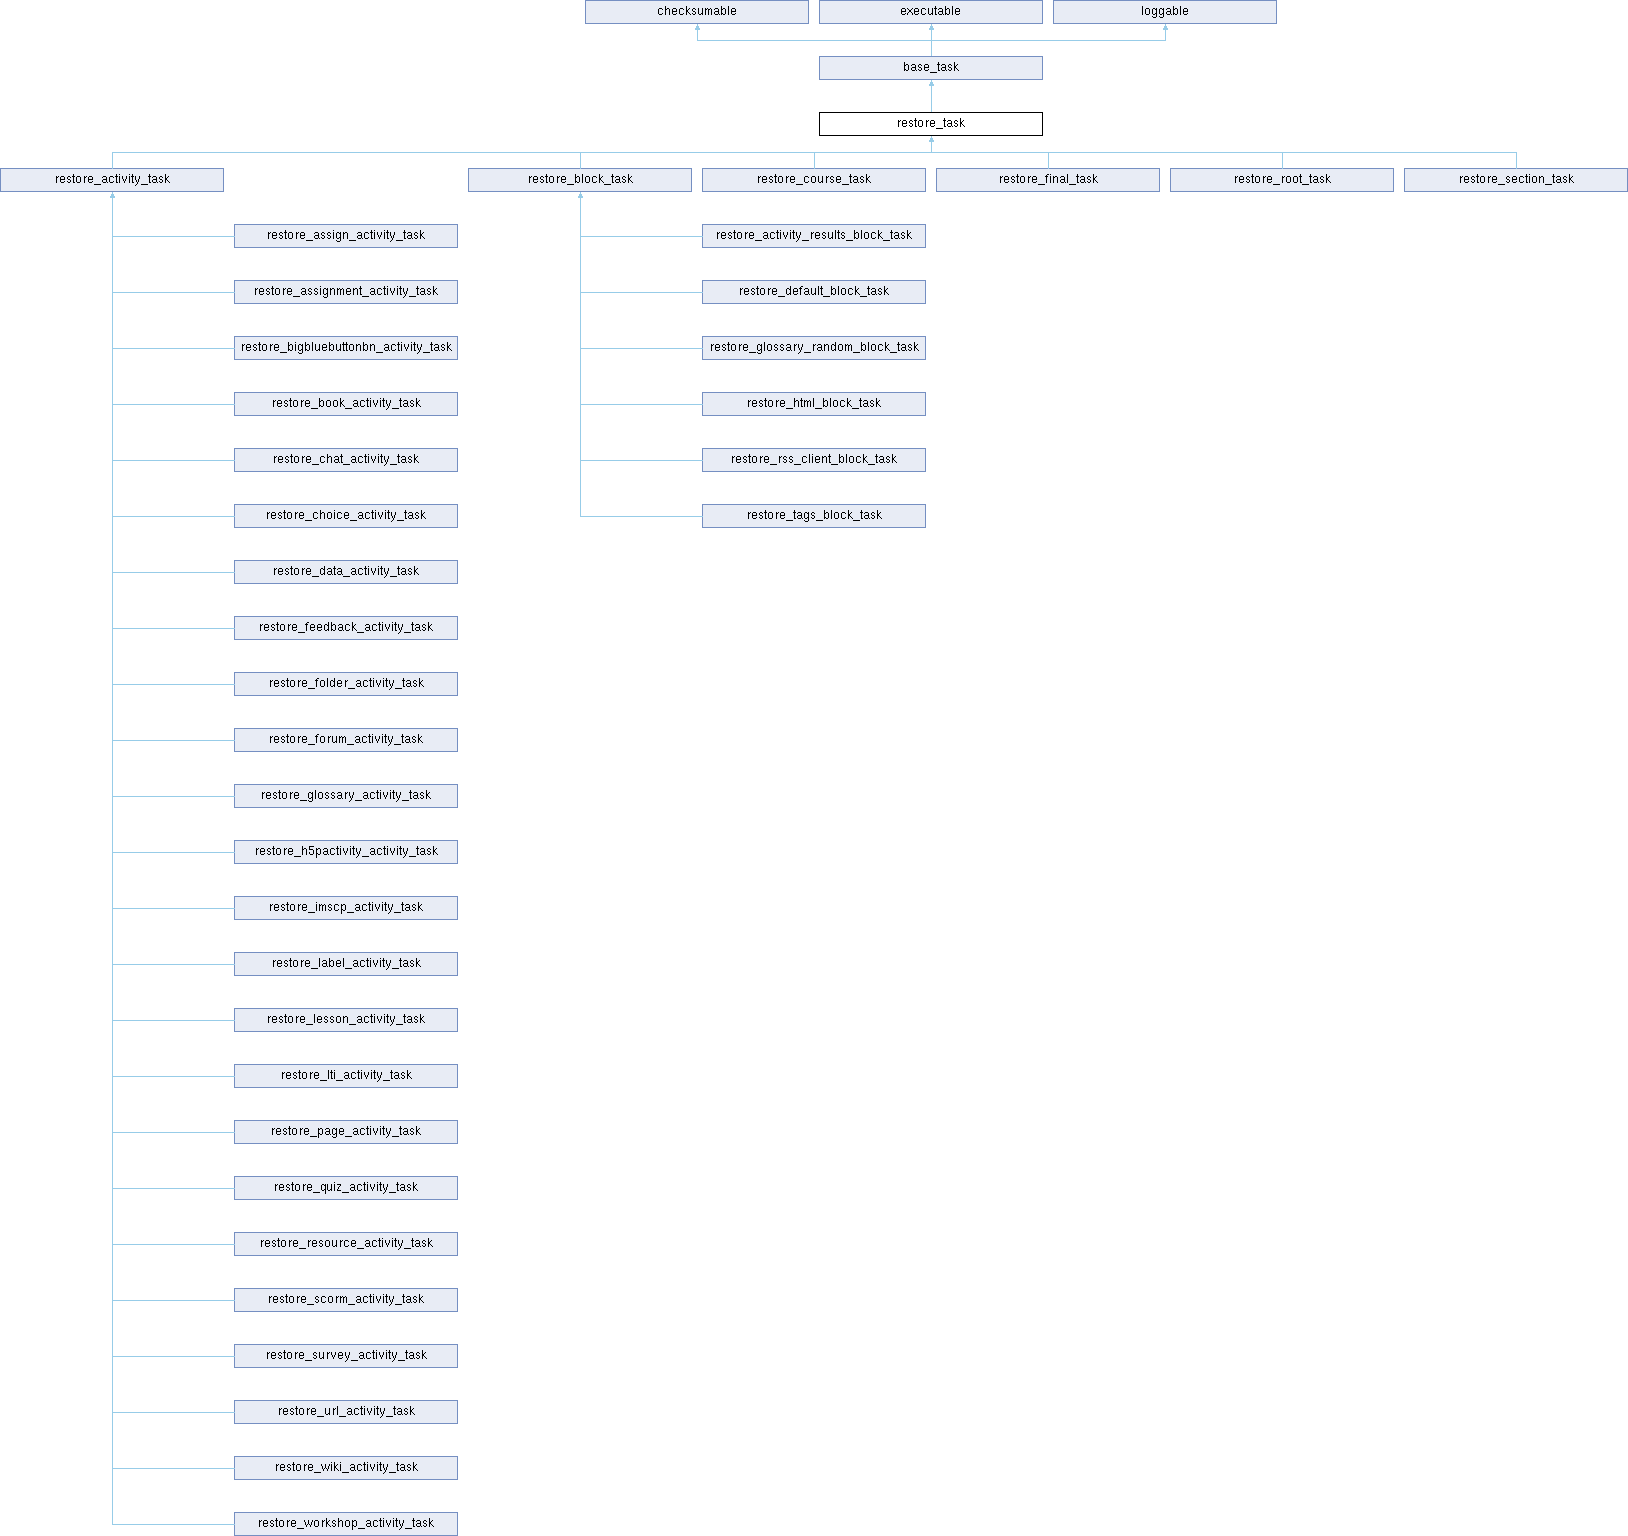 checksumable
executable
loggable
base_task
restore_task
restore_activity_task
restore_block_task
restore_course_task
restore_final_task
restore_root_task
restore_section_task
restore_assign_activity_task
restore_activity_results_block_task
restore_assignment_activity_task
restore_default_block_task
restore_bigbluebuttonbn_activity_task
restore_glossary_random_block_task
restore_book_activity_task
restore_html_block_task
restore_chat_activity_task
restore_rss_client_block_task
restore_choice_activity_task
restore_tags_block_task
restore_data_activity_task
restore_feedback_activity_task
restore_folder_activity_task
restore_forum_activity_task
restore_glossary_activity_task
restore_h5pactivity_activity_task
restore_imscp_activity_task
restore_label_activity_task
restore_lesson_activity_task
restore_lti_activity_task
restore_page_activity_task
restore_quiz_activity_task
restore_resource_activity_task
restore_scorm_activity_task
restore_survey_activity_task
restore_url_activity_task
restore_wiki_activity_task
restore_workshop_activity_task